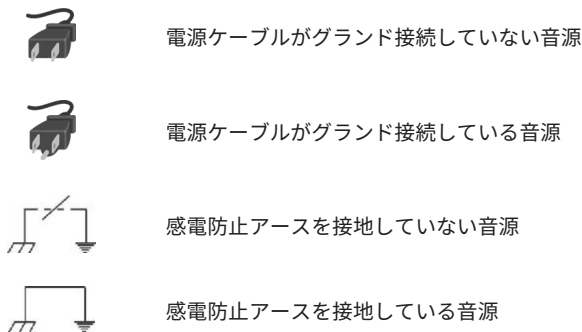 電源ケーブルがグランド接続していない音源
電源ケーブルがグランド接続している音源
感電防止アースを接地していない音源
感電防止アースを接地している音源